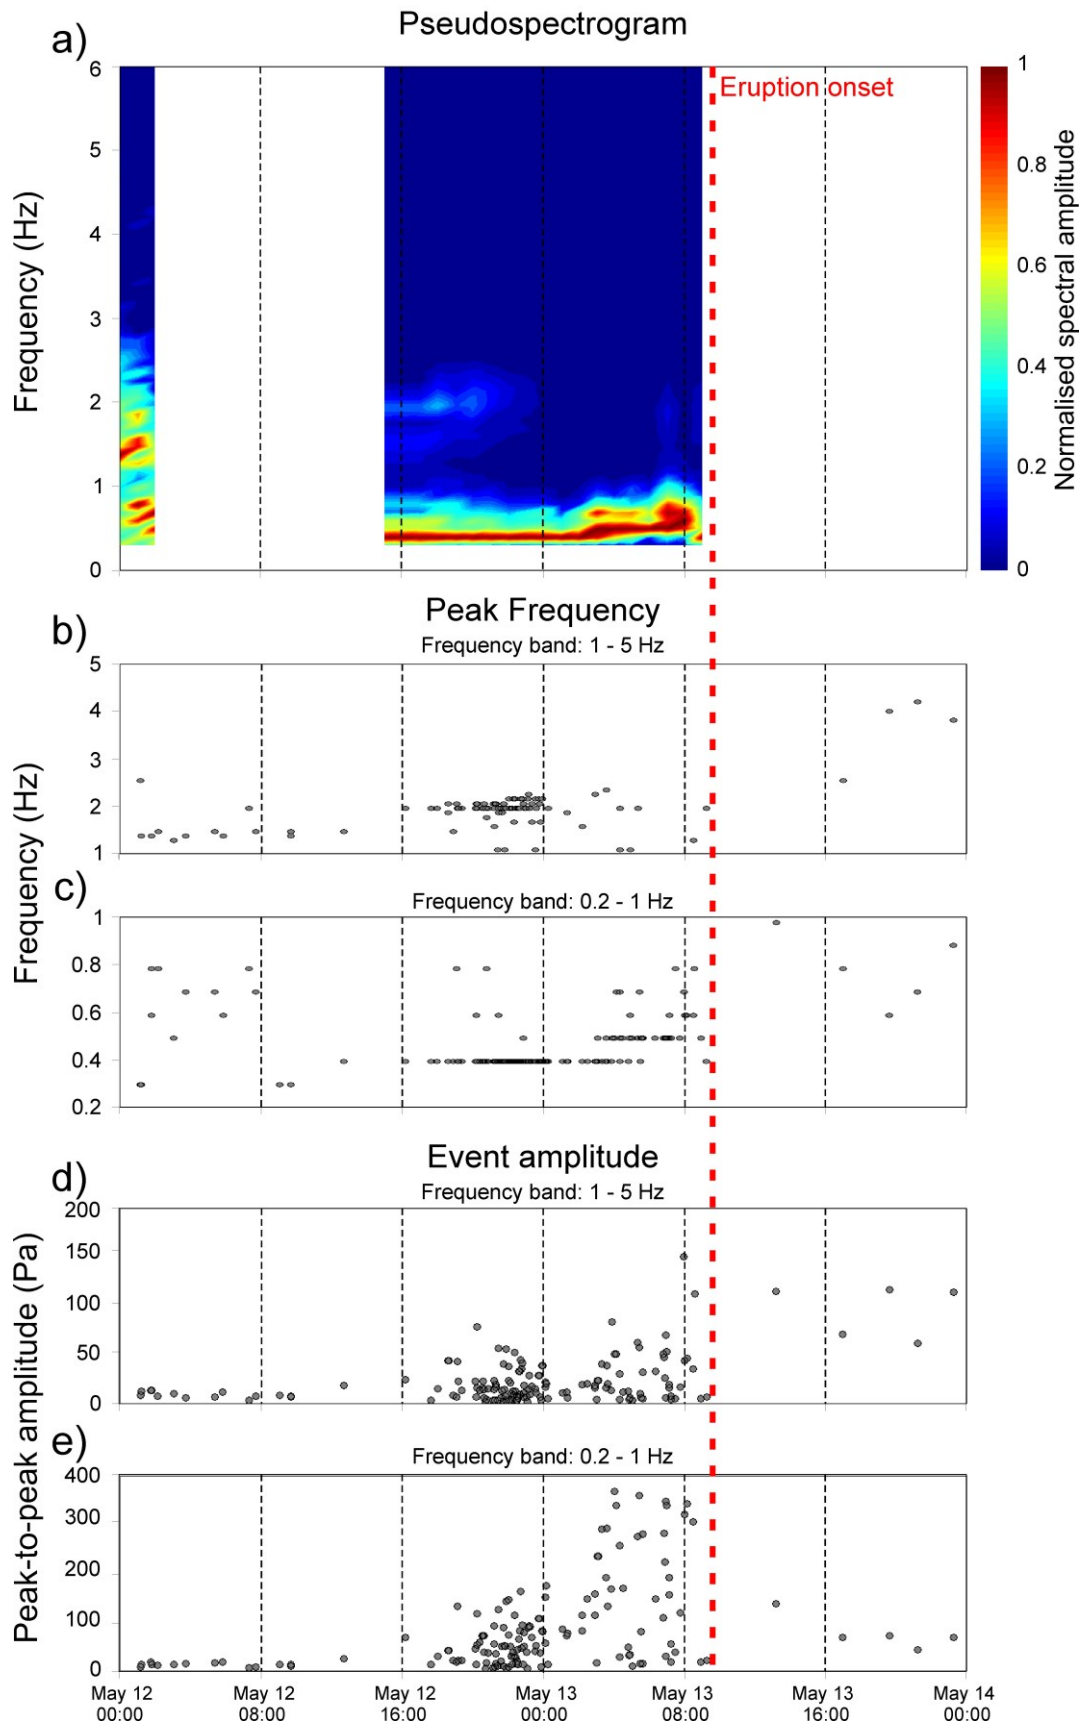 a)
Pseudospectrogram
6
5
4
3
2
1
0
Frequency (Hz)
Eruption onset
1
0.8
0.6
0.4
0.2
0
Normalised spectral amplitude
b)
Peak Frequency
Frequency band: 1 - 5 Hz
5
4
3
2
1
Frequency (Hz)
c)
Frequency band: 0.2 - 1 Hz
1
0.8
0.6
0.4
0.2
Event amplitude
d)
Frequency band: 1 - 5 Hz
200
150
100
50
0
Peak-to-peak amplitude (Pa)
e)
Frequency band: 0.2 - 1 Hz
400
300
200
100
0
May 12 May 12 May 12 May 13 May 13 May 13 May 14
00:00 08:00 16:00 00:00 08:00 16:00 00:00